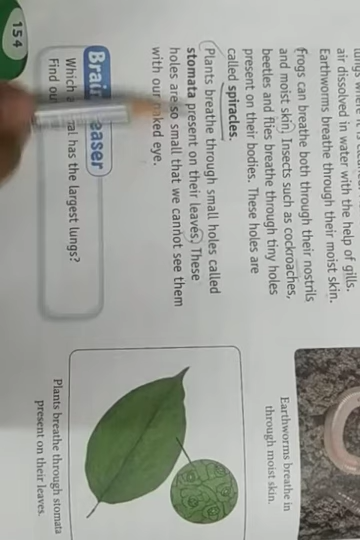 air dissolved in water with the help of gills.
Earthworms breathe through their moist skin.
Frogs can breathe both through their nostrils
and moist skin. Insects such as cockroaches,
beetles and flies breathe through tiny holes
present on their bodies. These holes are
called spiracles.
Plants breathe through small holes called
stomata present on their leaves. These
holes are so small that we cannot see them
with our naked eye.
Brain easer
Which has the largest lungs?
Find
154
Earthworms breathe in
through moist skin.
Plants breathe through stomata
present on their leaves.